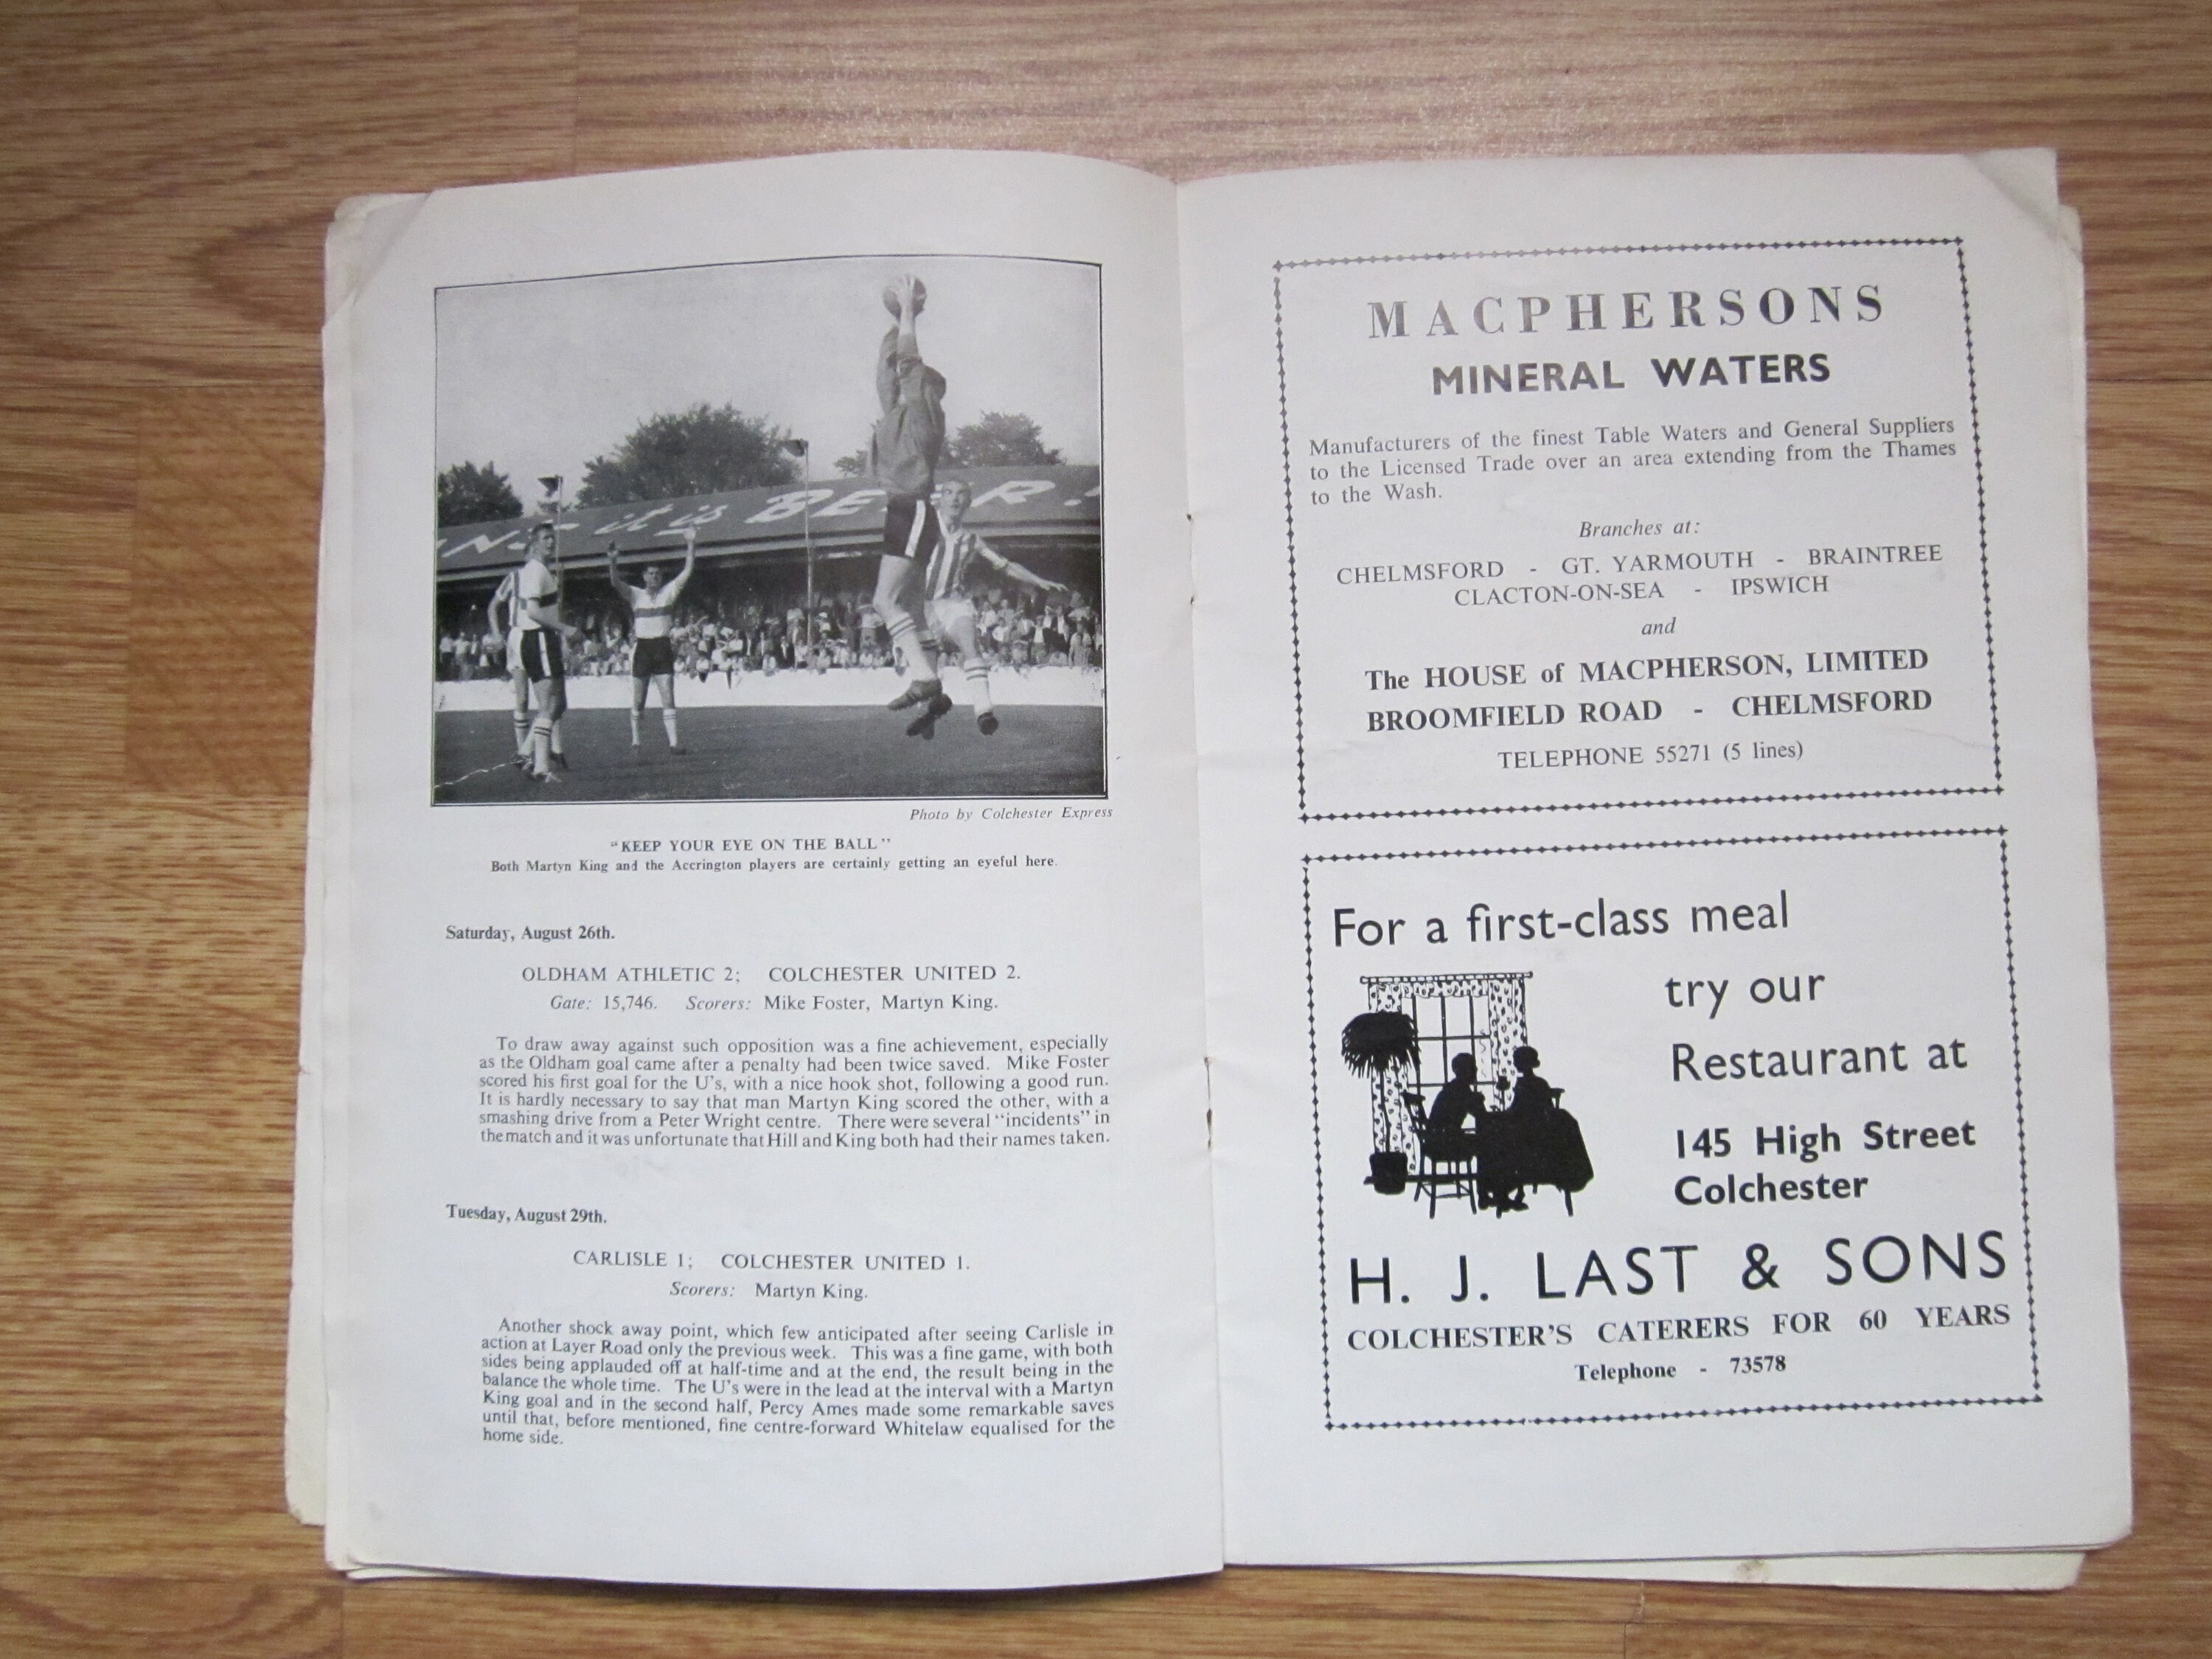 N'S - it is BEER
Photo by Colchester Express
"KEEP YOUR EYE ON THE BALL"
Both Martyn King and the Accrington players are certainly getting an eyeful here.
Saturday, August 26th.
OLDHAM ATHLETIC 2; COLCHESTER UNITED 2.
Gate: 15,746. Scorers: Mike Foster, Martyn King.
To draw away against such opposition was a fine achievement, especially
as the Oldham goal came after a penalty had been twice saved. Mike Foster
scored his first goal for the U's, with a nice hook shot, following a good run.
It is hardly necessary to say that man Martyn King scored the other, with a
smashing drive from a Peter Wright centre. There were several "incidents" in
the match and it was unfortunate that Hill and King both had their names taken.
Tuesday, August 29th.
CARLISLE 1; COLCHESTER UNITED 1.
Scorers: Martyn King.
Another shock away point, which few anticipated after seeing Carlisle in
action at Layer Road only the previous week. This was a fine game, with both
sides being applauded off at half-time and at the end, the result being in the
balance the whole time. The U's were in the lead at the interval with a Martyn
King goal and in the second half, Percy Ames made some remarkable saves
until that, before mentioned, fine centre-forward Whitelaw equalised for the
home side.
MACPHERSONS
MINERAL WATERS
Manufacturers of the finest Table Waters and General Suppliers
to the Licensed Trade over an area extending from the Thames
to the Wash.
Branches at:
CHELMSFORD - GT. YARMOUTH - BRAINTREE
CLACTON-ON-SEA - IPSWICH
and
The HOUSE of MACPHERSON, LIMITED
BROOMFIELD ROAD - CHELMSFORD
TELEPHONE 55271 (5 lines)
For a first-class meal
try our
Restaurant at
145 High Street
Colchester
H. J. LAST & SONS
COLCHESTER'S CATERERS FOR 60 YEARS
Telephone - 73578